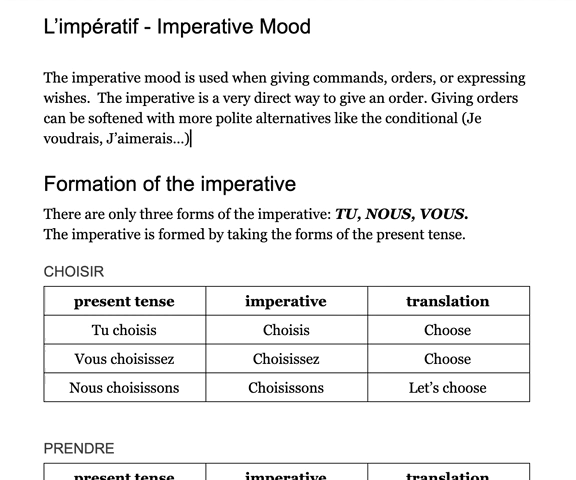 L’impératif - Imperative Mood
The imperative mood is used when giving commands, orders, or expressing
wishes.  The imperative is a very direct way to give an order. Giving orders
can be softened with more polite alternatives like the conditional (Je
voudrais, J’aimerais...)
Formation of the imperative
There are only three forms of the imperative: TU, NOUS, VOUS.
The imperative is formed by taking the forms of the present tense.
CHOISIR
present tense imperative translation
Tu choisis Choisis Choose
Vous choisissez Choisissez Choose
Nous choisissons Choisissons Let’s choose
PRENDRE
present tense imperative translation